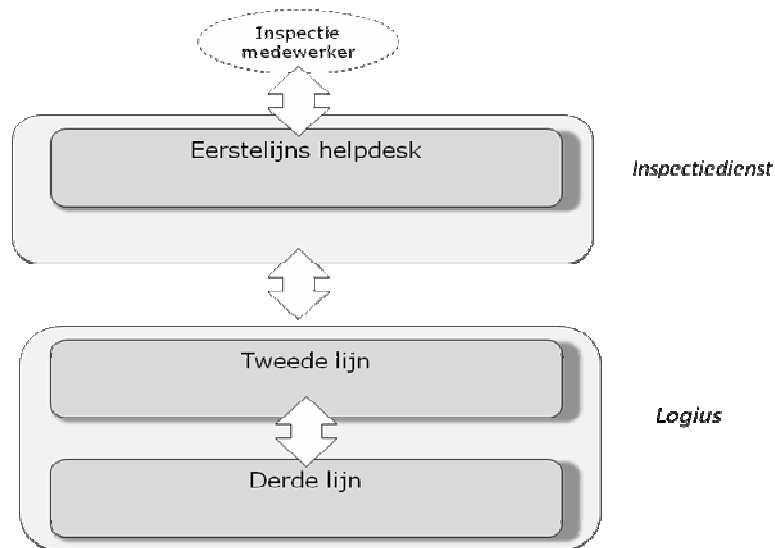 Inspectie
medewerker
Eerstelijns helpdesk
Inspectiedienst
Tweede lijn
Logius
Derde lijn